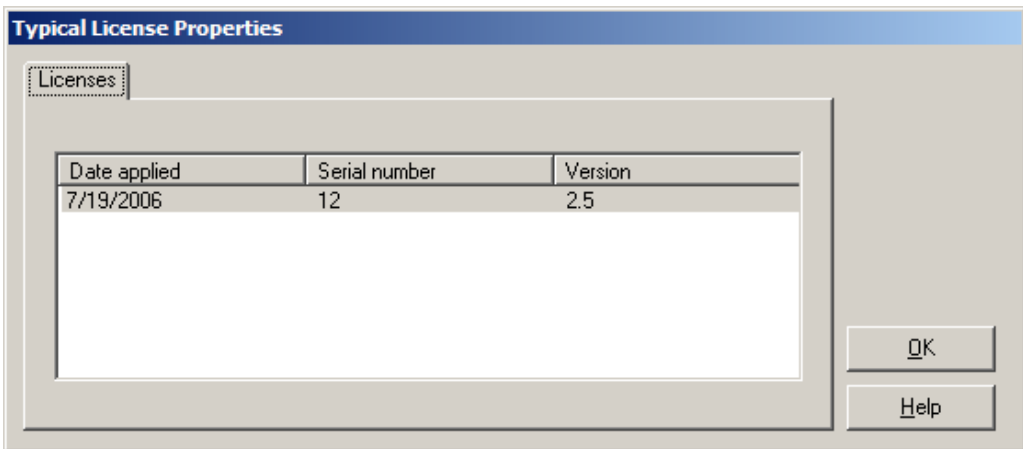 Typical License Properties
Licenses
Date applied Serial number Version
7/19/2006 12 2.5
OK
Help